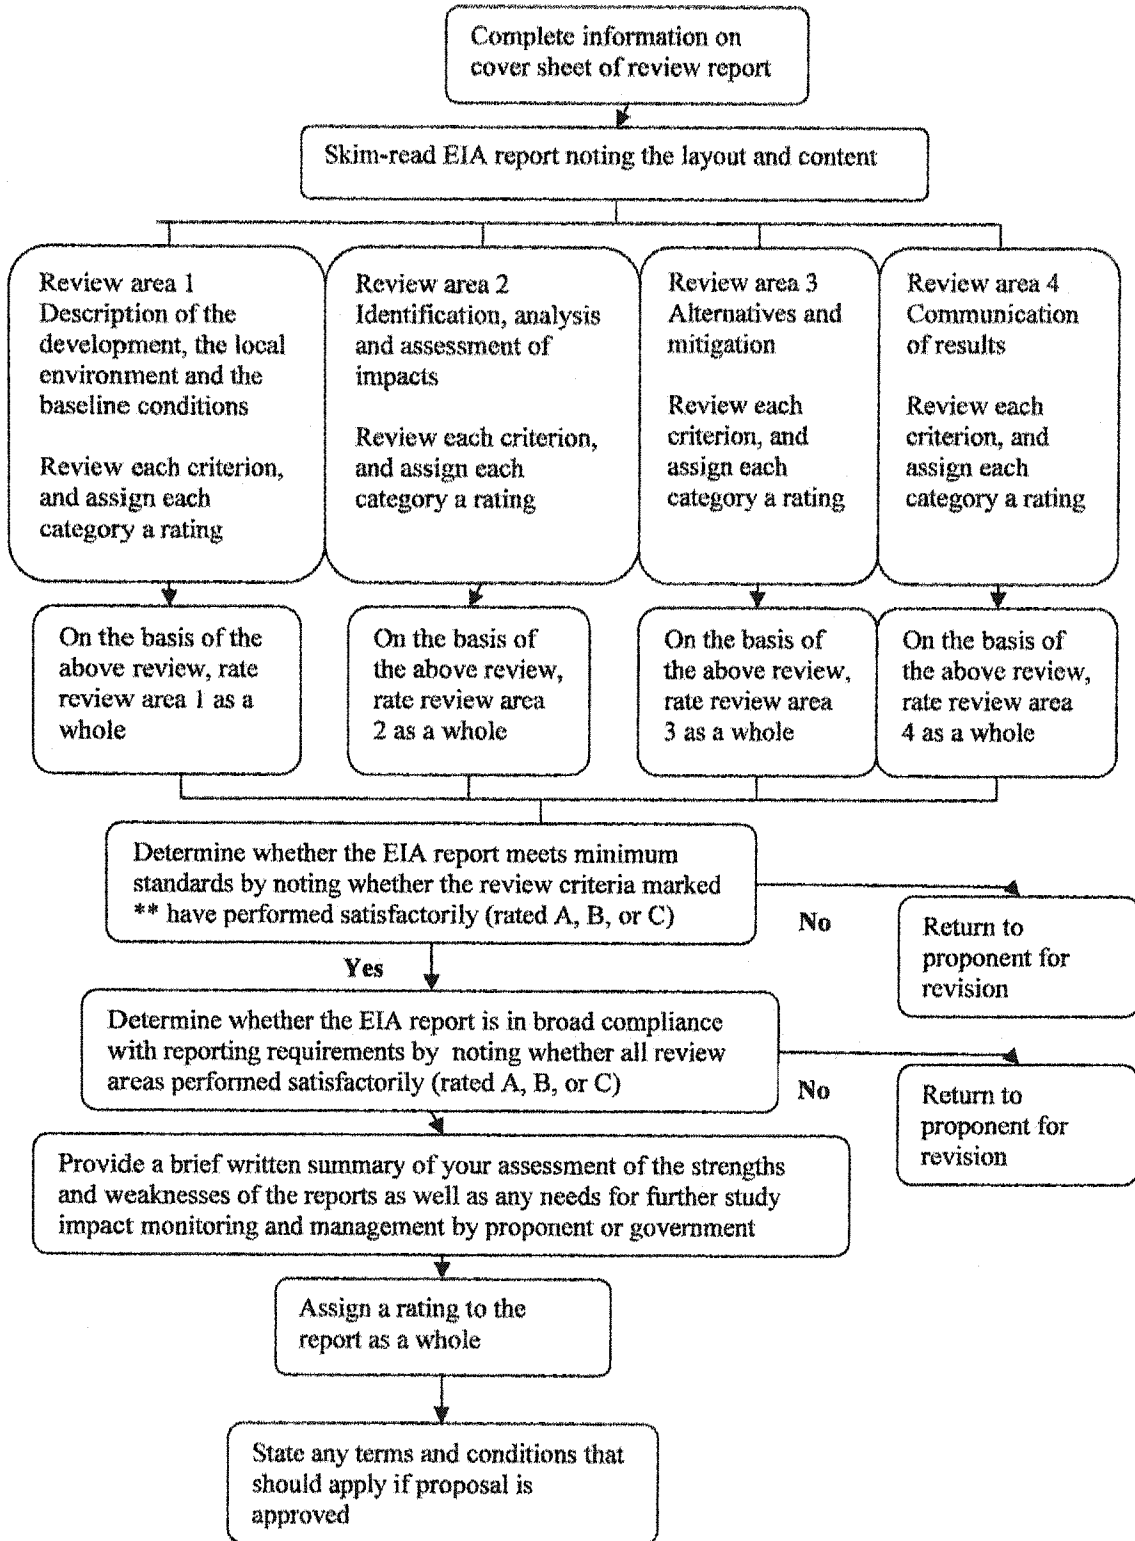 Complete information on
cover sheet of review report
Skim-read EIA report noting the layout and content
Review area 1
Description of the
development, the local
environment and the
baseline conditions
Review each criterion,
and assign each
category a rating
Review area 2
Identification, analysis
and assessment of
impacts
Review each criterion,
and assign each
category a rating
Review area 3
Alternatives and
mitigation
Review each
criterion, and
assign each
category a rating
Review area 4
Communication
of results
Review each
criterion, and
assign each
category a rating
On the basis of the
above review, rate
review area 1 as a
whole
On the basis of
the above review,
rate review area
2 as a whole
On the basis of
the above review,
rate review area
3 as a whole
On the basis of
the above review,
rate review area
4 as a whole
Determine whether the EIA report meets minimum
standards by noting whether the review criteria marked
** have performed satisfactorily (rated A, B, or C)
No
Return to
proponent for
revision
Yes
Determine whether the EIA report is in broad compliance
with reporting requirements by noting whether all review
areas performed satisfactorily (rated A, B, or C)
No
Return to
proponent for
revision
Provide a brief written summary of your assessment of the strengths
and weaknesses of the reports as well as any needs for further study
impact monitoring and management by proponent or government
Assign a rating to the
report as a whole
State any terms and conditions that
should apply if proposal is
approved